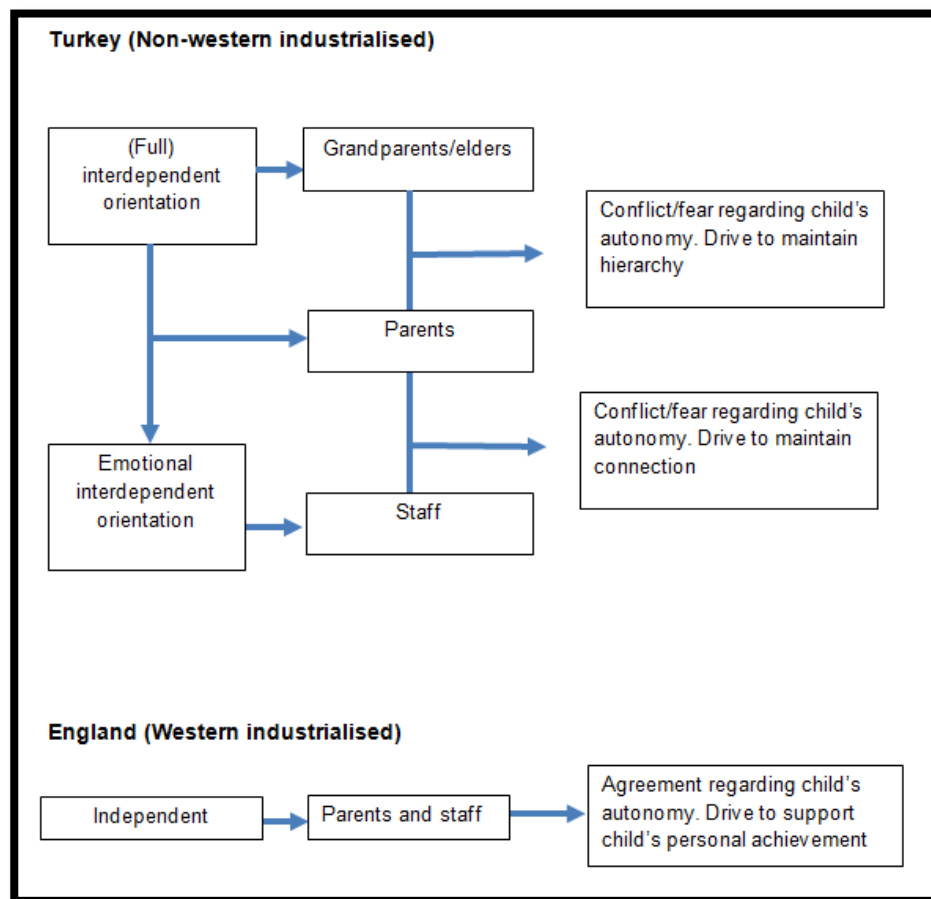 Turkey (Non-western industrialised)
(Full)
interdependent
orientation
Grandparents/elders
Conflict/fear regarding child’s
autonomy. Drive to maintain
hierarchy
Parents
Conflict/fear regarding child’s
autonomy. Drive to maintain
connection
Emotional
interdependent
orientation
Staff
England (Western industrialised)
Independent
Parents and staff
Agreement regarding child’s
autonomy. Drive to support
child’s personal achievement